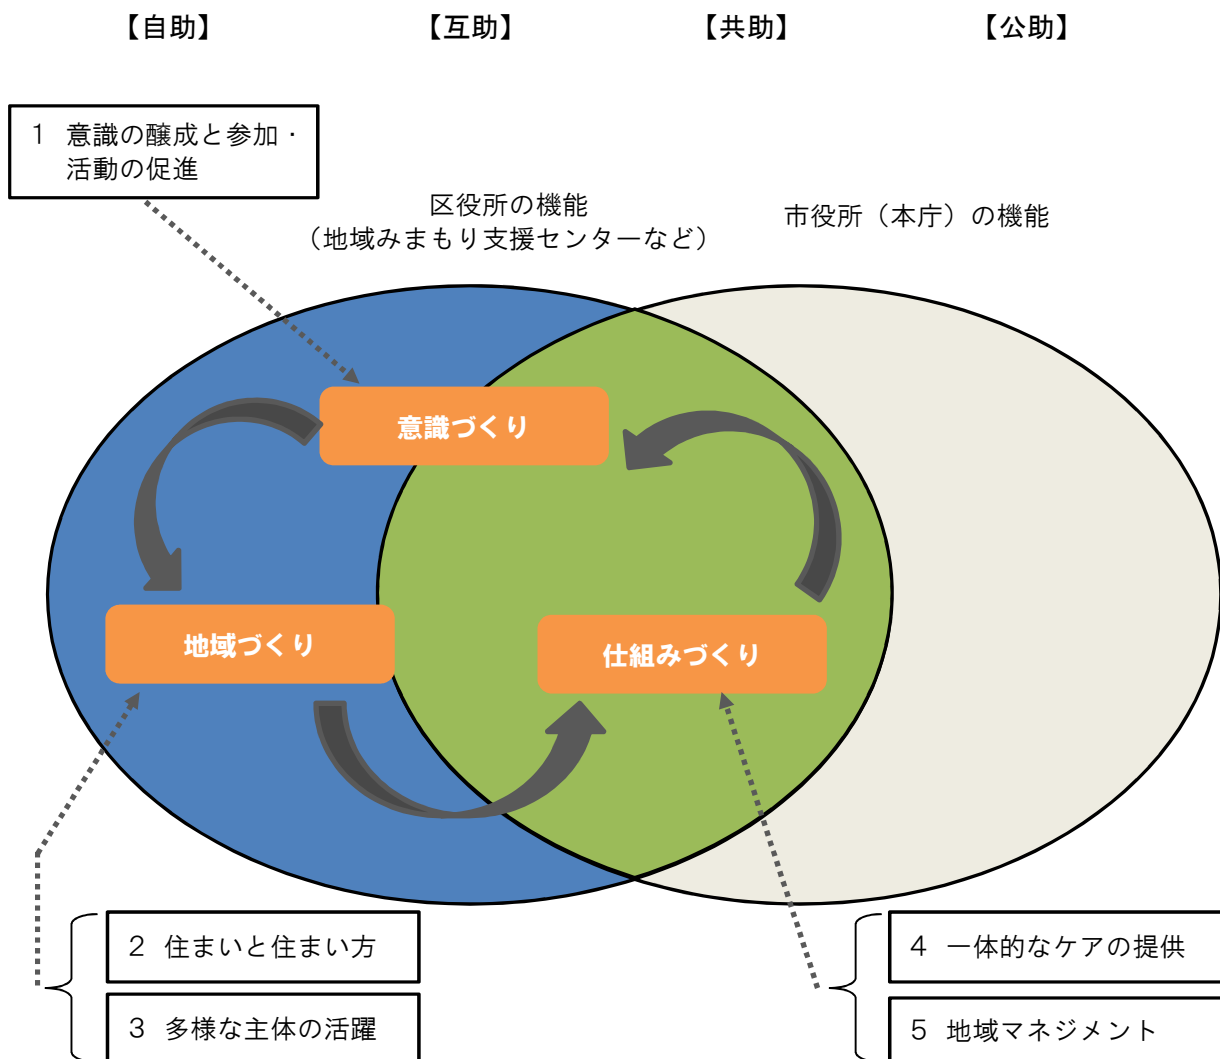 【自助】 【互助】 【共助】 【公助】
1 意識の醸成と参加・
活動の促進
区役所の機能
（地域みまもり支援センターなど）
市役所（本庁）の機能
意識づくり
地域づくり
仕組みづくり
2 住まいと住まい方
3 多様な主体の活躍
4 一体的なケアの提供
5 地域マネジメント